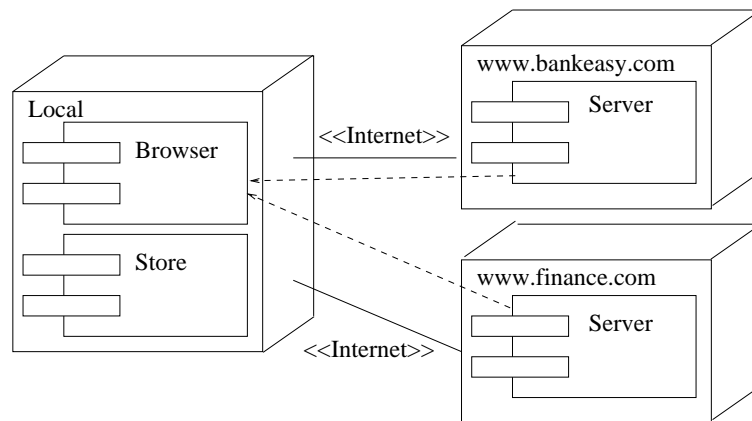 Local
Browser
Store
<<Internet>>
<<Internet>>
www.bankeasy.com
Server
www.finance.com
Server